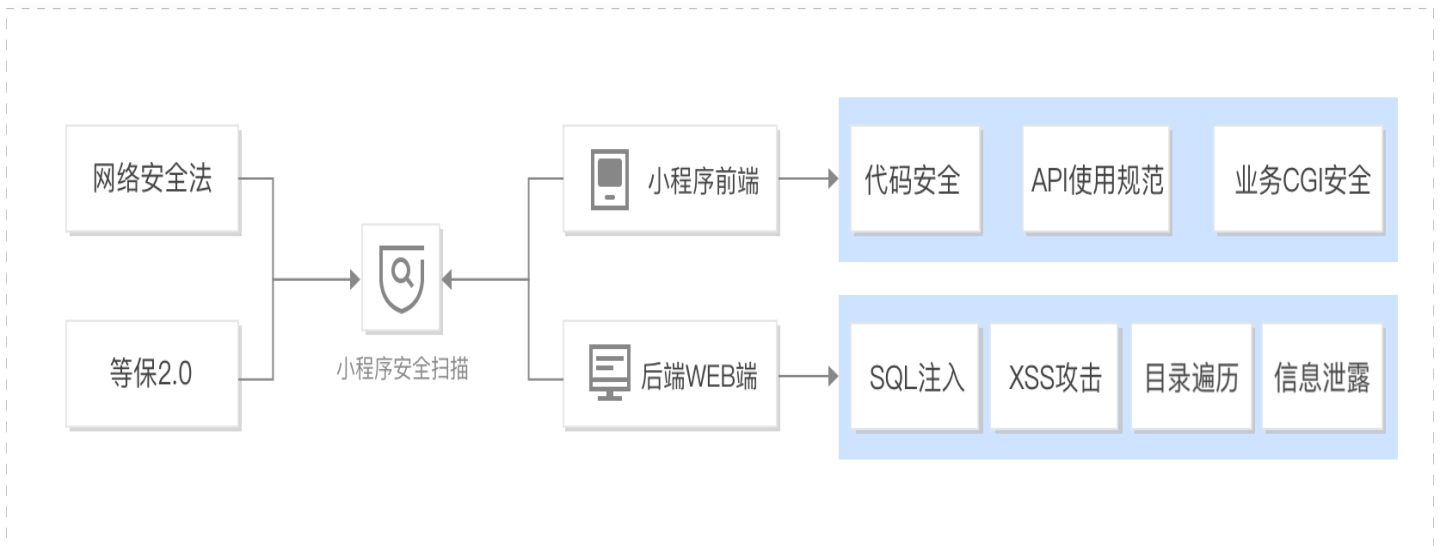 网络安全法
等保2.0
小程序安全扫描
小程序前端
代码安全
API使用规范
业务CGI安全
后端WEB端
SQL注入
XSS攻击
目录遍历
信息泄露